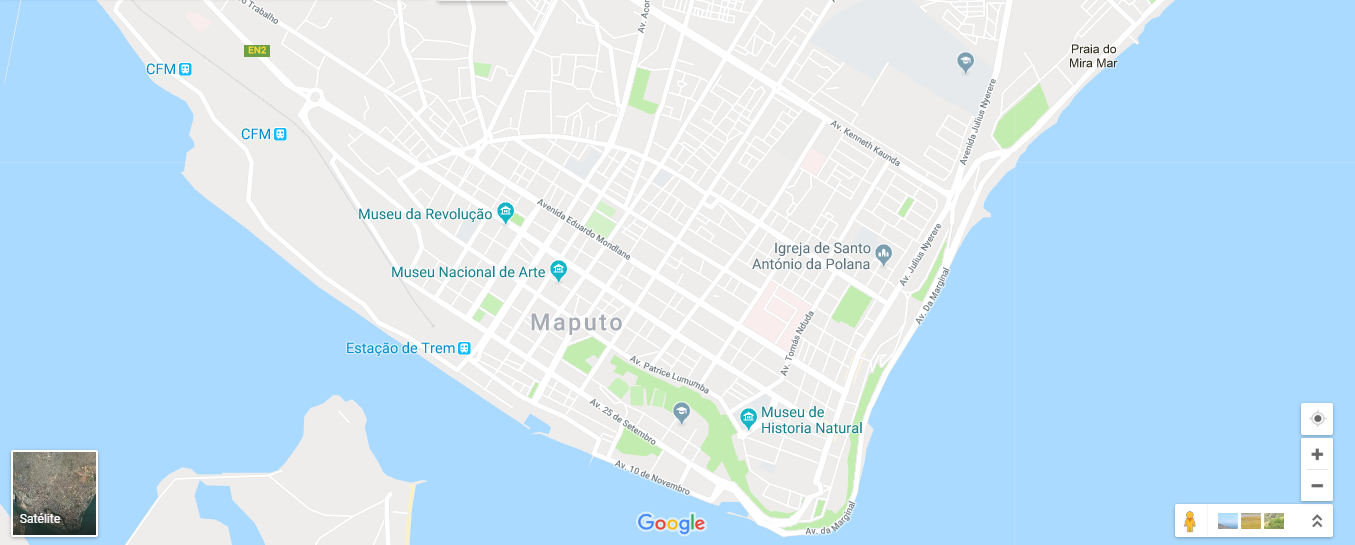 o Trabalho
Av. Acor
EN2
Praia do
Mira Mar
CFM
CFM
Av. Kenneth Kaunda
Avenida Julius Nyerere
Museu da Revolução
Avenida Eduardo Mondlane
Igreja de Santo
António da Polana
Av. Julius Nyerere
Museu Nacional de Arte
Av. Da Marginal
Maputo
Av. Tomás Nduda
Estação de Trem
Av. Patrice Lumumba
Av. 25 de Setembro
Museu de
Historia Natural
Av. 10 de Novembro
Satélite
Google
Av. da Marginal